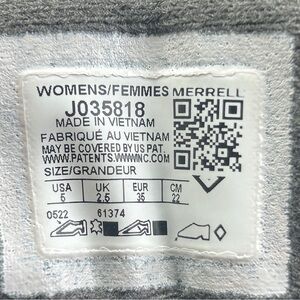 WOMENS/FEMMES MERRELL
J035818
MADE IN VIETNAM
FABRIQUÉ AU VIETNAM
MAY BE COVERED BY US PAT.
WWW.PATENTS.WWWINC.COM
SIZE/GRANDEUR
USA UK EUR CM
5 2.5 35 22
0522 61374